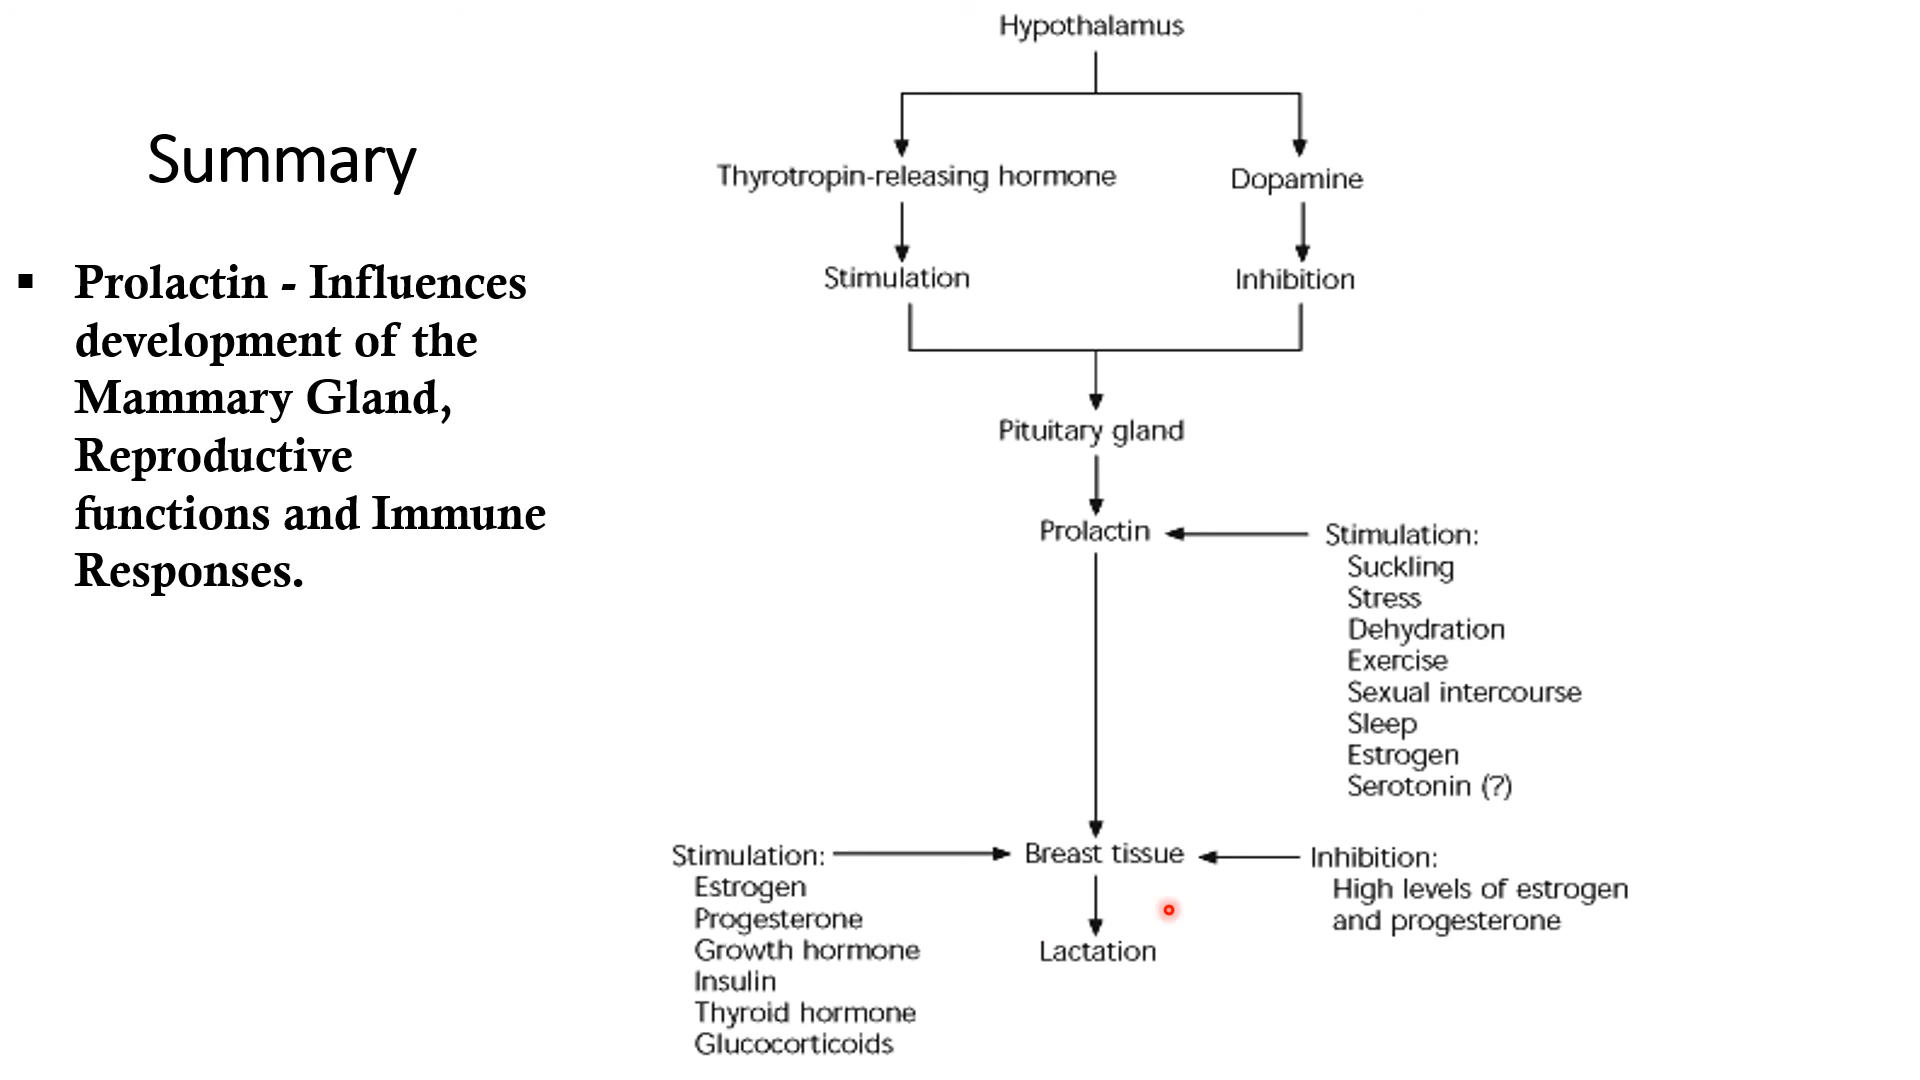 Summary
▪ Prolactin - Influences
development of the
Mammary Gland,
Reproductive
functions and Immune
Responses.
Hypothalamus
Thyrotropin-releasing hormone
Dopamine
Stimulation
Inhibition
Pituitary gland
Prolactin
Stimulation:
Suckling
Stress
Dehydration
Exercise
Sexual intercourse
Sleep
Estrogen
Serotonin (?)
Stimulation:
Estrogen
Progesterone
Growth hormone
Insulin
Thyroid hormone
Glucocorticoids
Breast tissue
Inhibition:
High levels of estrogen
and progesterone
Lactation